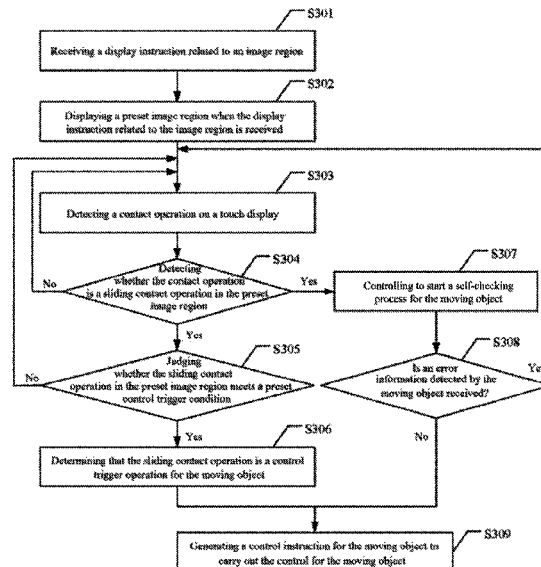 S301
Receiving a display instruction related to an image region
S302
Displaying a preset image region when the display
instruction related to the image region is received
S303
Detecting a contact operation on a touch display
S304
Detecting
whether the contact operation
is a sliding contact operation in the preset
image region
No
Yes
Yes
S307
Controlling to start a self-checking
process for the moving object
S305
Judging
whether the sliding contact
operation in the preset image region meets a preset
control trigger condition
No
Yes
S308
Is an error
information detected by the
moving object received?
Yes
No
S306
Determining that the sliding contact operation is a control
trigger operation for the moving object
S309
Generating a control instruction for the moving object to
carry out the control for the moving object